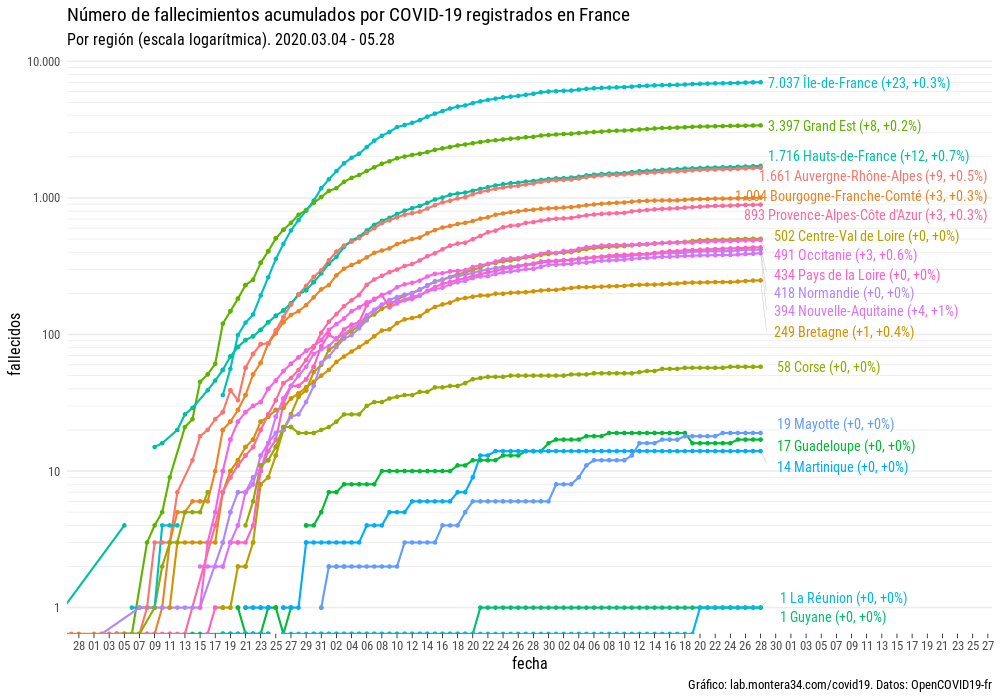 Número de fallecimientos acumulados por COVID-19 registrados en France
Por región (escala logarítmica). 2020.03.04 - 05.28
10.000
1.000
100
10
1
fallecidos
7.037 Île-de-France (+23, +0.3%)
3.397 Grand Est (+8, +0.2%)
1.716 Hauts-de-France (+12, +0.7%)
1.661 Auvergne-Rhône-Alpes (+9, +0.5%)
1.004 Bourgogne-Franche-Comté (+3, +0.3%)
893 Provence-Alpes-Côte d'Azur (+3, +0.3%)
502 Centre-Val de Loire (+0, +0%)
491 Occitanie (+3, +0.6%)
434 Pays de la Loire (+0, +0%)
418 Normandie (+0, +0%)
394 Nouvelle-Aquitaine (+4, +1%)
249 Bretagne (+1, +0.4%)
58 Corse (+0, +0%)
19 Mayotte (+0, +0%)
17 Guadeloupe (+0, +0%)
14 Martinique (+0, +0%)
1 La Réunion (+0, +0%)
1 Guyane (+0, +0%)
28 01 03 05 07 09 11 13 15 17 19 21 23 25 27 29 31 02 04 06 08 10 12 14 16 18 20 22 24 26 28 30 02 04 06 08 10 12 14 16 18 20 22 24 26 28 30 01 03 05 07 09 11 13 15 17 19 21 23 25 27
fecha
Gráfico: lab.montera34.com/covid19. Datos: OpenCOVID19-fr